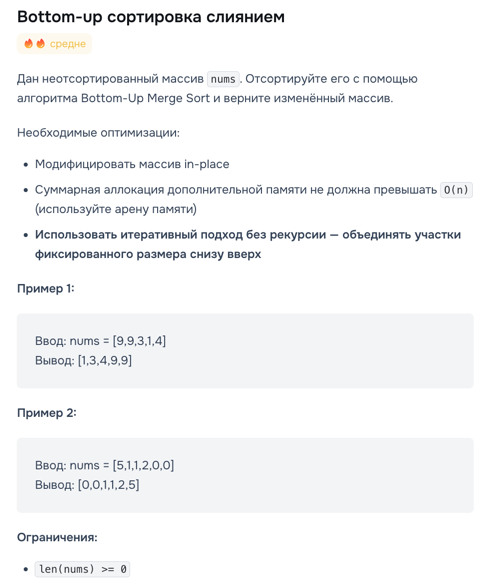 Bottom-up сортировка слиянием
🔥🔥 средне
Дан неотсортированный массив nums. Отсортируйте его с помощью
алгоритма Bottom-Up Merge Sort и верните изменённый массив.
Необходимые оптимизации:
• Модифицировать массив in-place
• Суммарная аллокация дополнительной памяти не должна превышать O(n)
(используйте арену памяти)
• Использовать итеративный подход без рекурсии — объединять участки
фиксированного размера снизу вверх
Пример 1:
Ввод: nums = [9,9,3,1,4]
Вывод: [1,3,4,9,9]
Пример 2:
Ввод: nums = [5,1,1,2,0,0]
Вывод: [0,0,1,1,2,5]
Ограничения:
• len(nums) >= 0